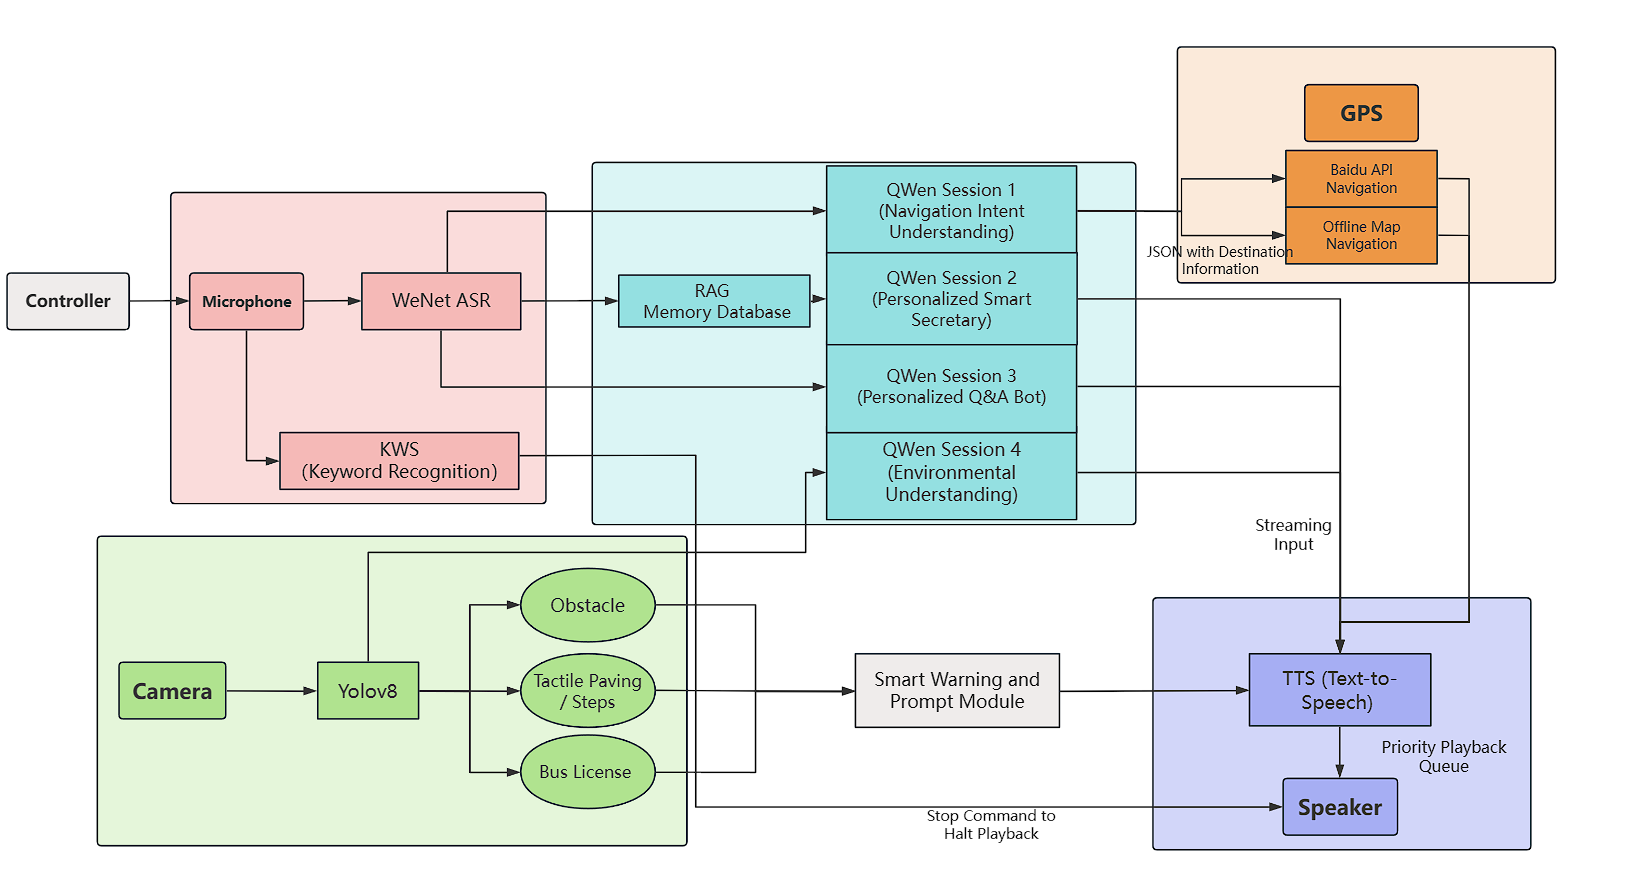 GPS
Baidu API
Navigation
Offline Map
Navigation
JSON with Destination
Information
QWen Session 1
(Navigation Intent
Understanding)
QWen Session 2
(Personalized Smart
Secretary)
QWen Session 3
(Personalized Q&A Bot)
QWen Session 4
(Environmental
Understanding)
RAG
Memory Database
Controller
Microphone
WeNet ASR
KWS
(Keyword Recognition)
Streaming
Input
Camera
Yolov8
Obstacle
Tactile Paving
/ Steps
Bus License
Smart Warning and
Prompt Module
TTS (Text-to-
Speech)
Priority Playback
Queue
Speaker
Stop Command to
Halt Playback